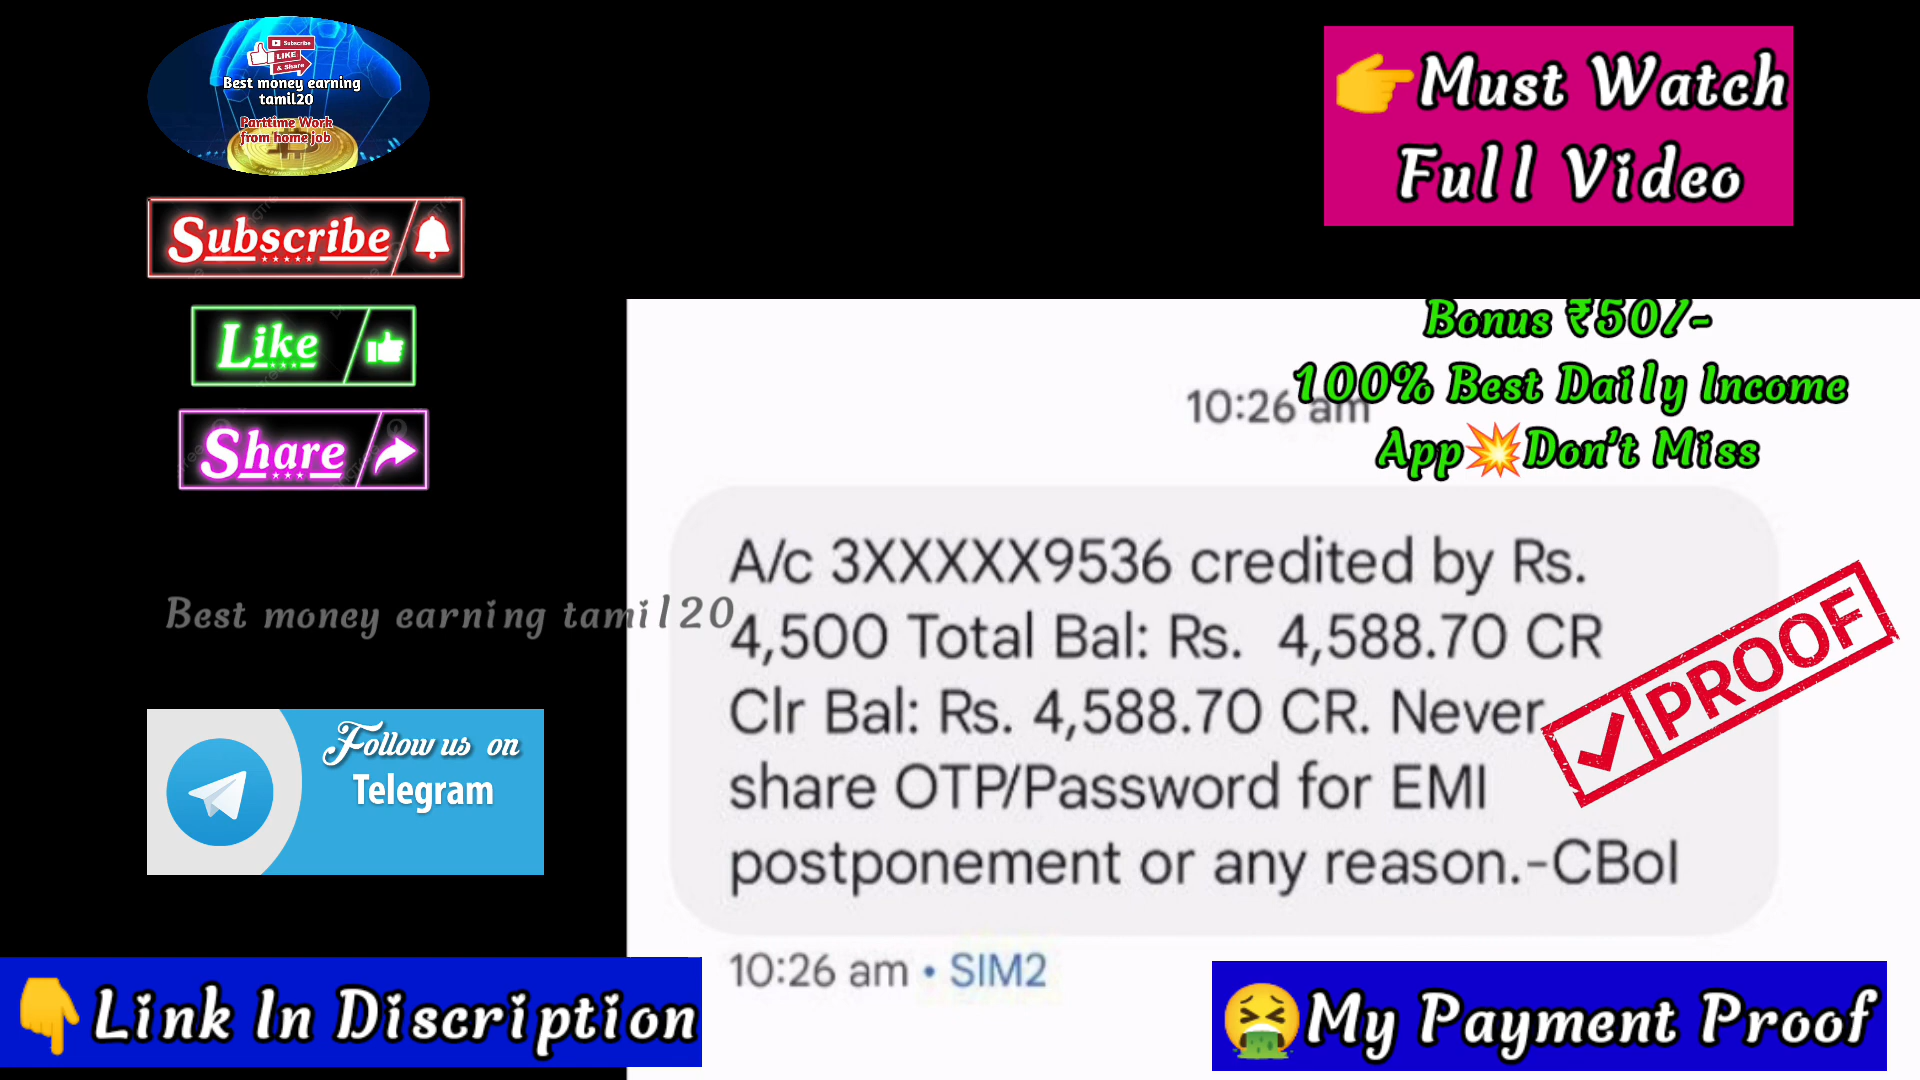 Subscribe
LIKE
& Share
Best money earning
tamil20
Parttime Work
from home job
👉Must Watch
Full Video
Subscribe
Like
Share
Bonus ₹50/-
100% Best Daily Income
App💥Don't Miss
10:26 am
A/c 3XXXXX9536 credited by Rs.
4,500 Total Bal: Rs. 4,588.70 CR
Clr Bal: Rs. 4,588.70 CR. Never
share OTP/Password for EMI
postponement or any reason.-CBoI
PROOF
Best money earning tamil20
Follow us on
Telegram
10:26 am • SIM2
👇Link In Discription
🤮My Payment Proof